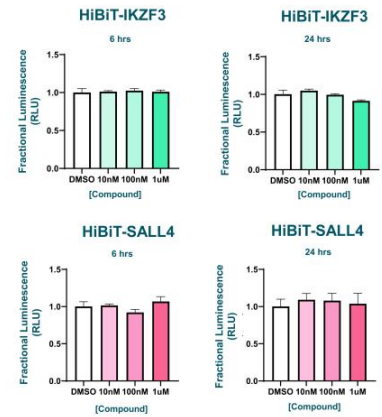 HiBiT-IKZF3
6 hrs
Fractional Luminescence
(RLU)
1.5
1.0
0.5
0.0
DMSO 10nM 100nM 1uM
[Compound]
HiBiT-IKZF3
24 hrs
Fractional Luminescence
(RLU)
1.5
1.0
0.5
0.0
DMSO 10nM 100nM 1uM
[Compound]
HiBiT-SALL4
6 hrs
Fractional Luminescence
(RLU)
1.5
1.0
0.5
0.0
DMSO 10nM 100nM 1uM
[Compound]
HiBiT-SALL4
24 hrs
Fractional Luminescence
(RLU)
1.5
1.0
0.5
0.0
DMSO 10nM 100nM 1uM
[Compound]